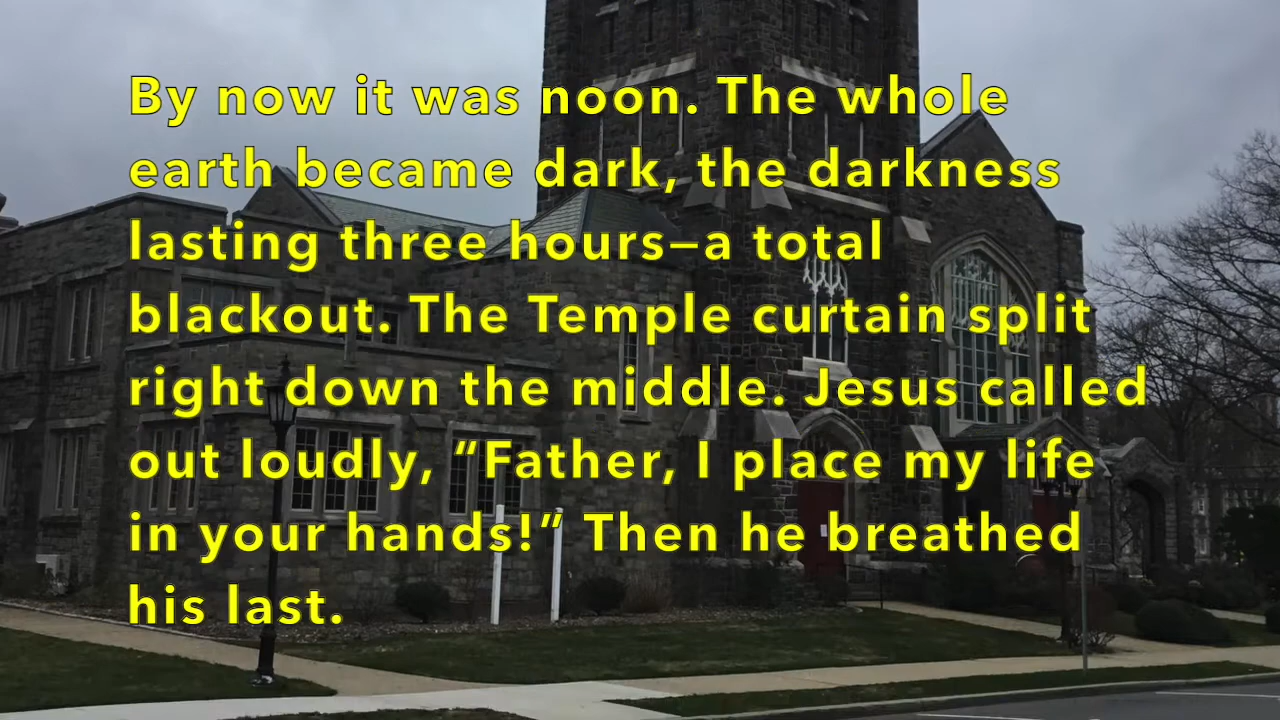 By now it was noon. The whole
earth became dark, the darkness
lasting three hours—a total
blackout. The Temple curtain split
right down the middle. Jesus called
out loudly, “Father, I place my life
in your hands!” Then he breathed
his last.